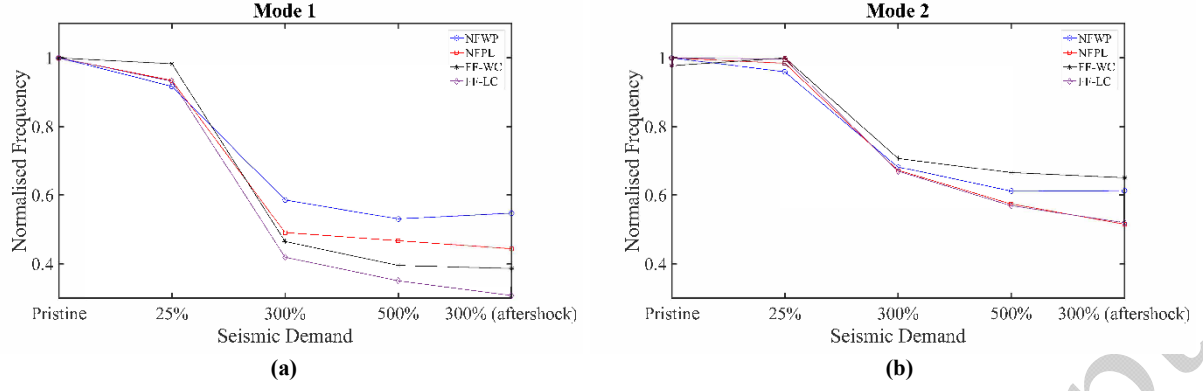 Mode 1
NFWP
NFPL
FF-WC
FF-LC
1
0.8
0.6
0.4
Normalised Frequency
Pristine 25% 300% 500% 300% (aftershock)
Seismic Demand
(a)
Mode 2
NFWP
NFPL
FF-WC
FF-LC
1
0.8
0.6
0.4
Normalised Frequency
Pristine 25% 300% 500% 300% (aftershock)
Seismic Demand
(b)